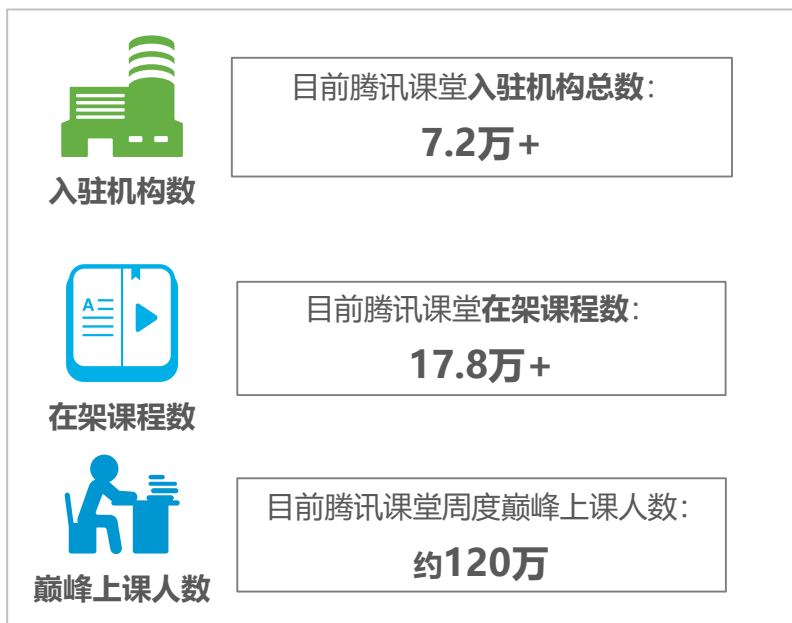 目前腾讯课堂入驻机构总数：
7.2万+
入驻机构数
目前腾讯课堂在架课程数：
A
17.8万+
在架课程数
目前腾讯课堂周度巅峰上课人数：
约120万
巅峰上课人数